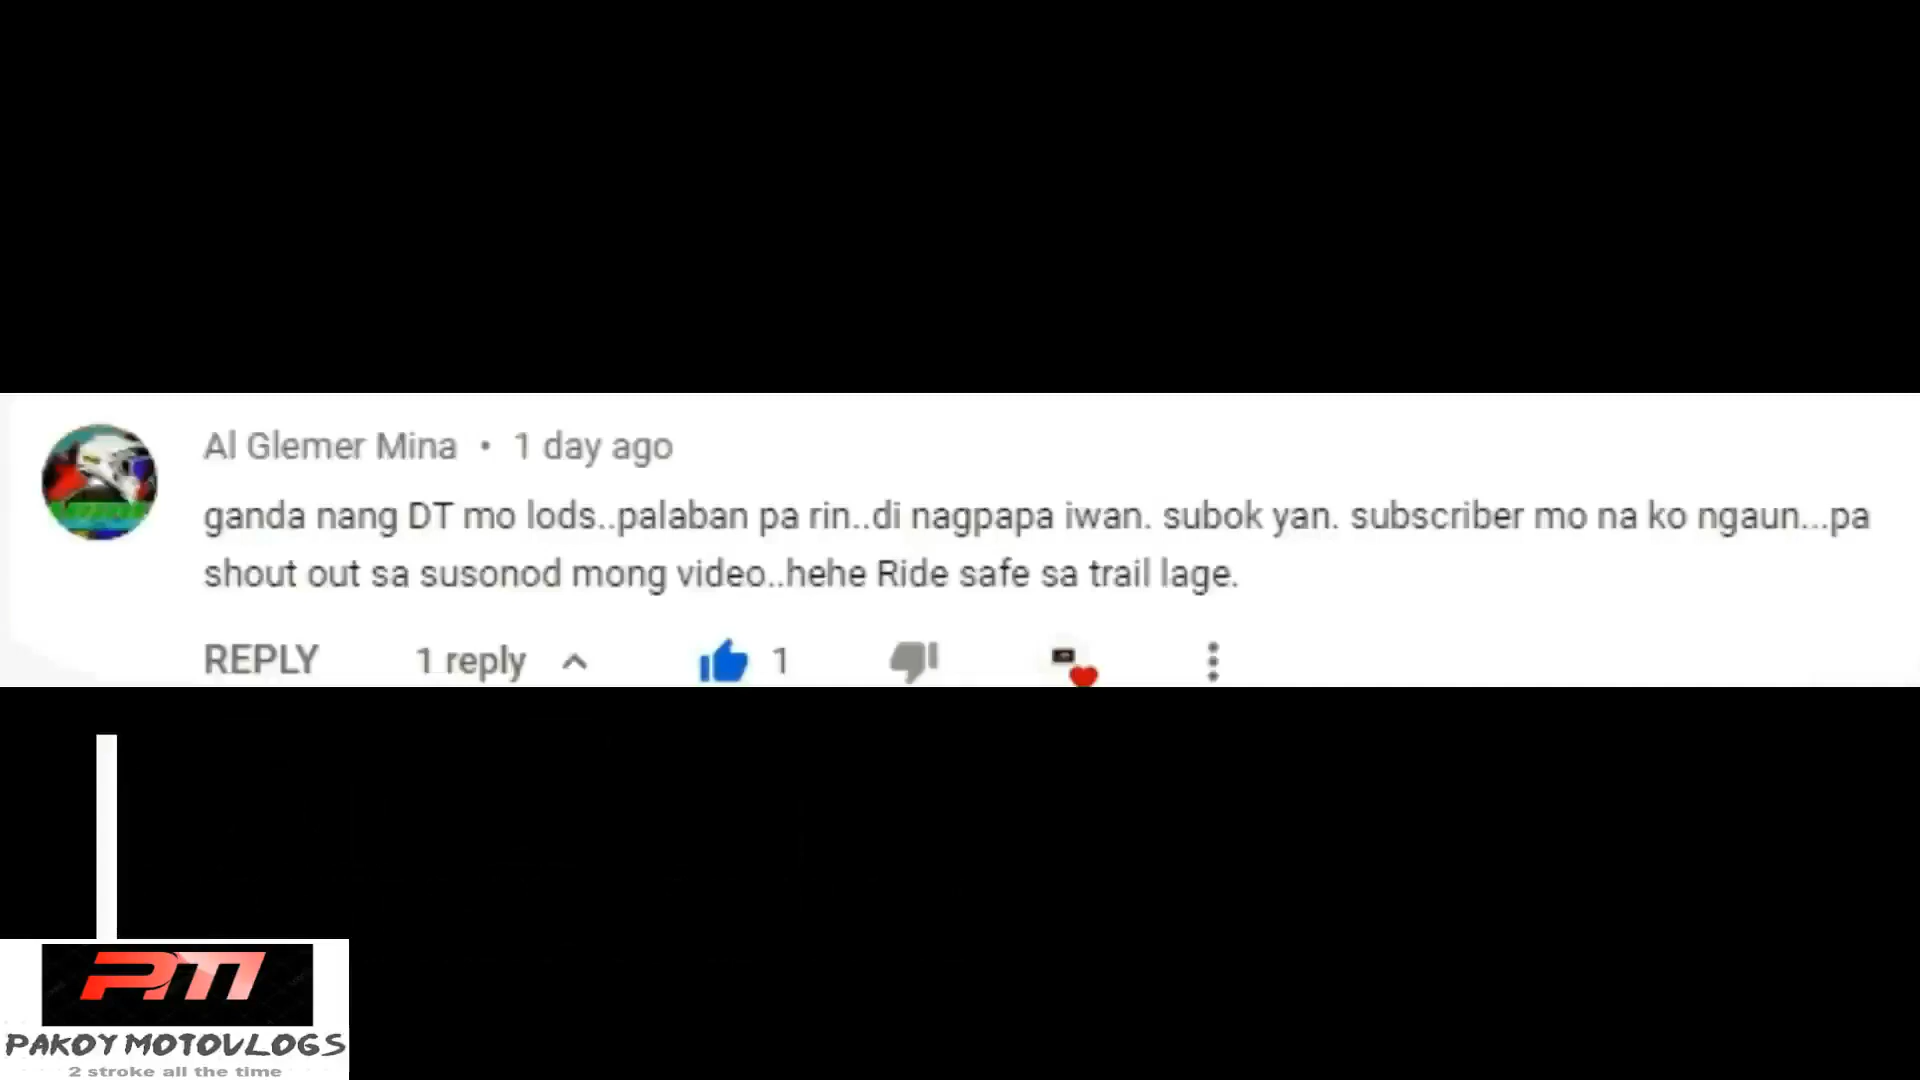 Al Glemer Mina • 1 day ago
ganda nang DT mo lods..palaban pa rin..di nagpapa iwan. subok yan. subscriber mo na ko ngaun...pa
shout out sa susonod mong video..hehe Ride safe sa trail lage.
REPLY 1 reply 1
PM
PAKOY MOTOVLOGS
2 stroke all the time